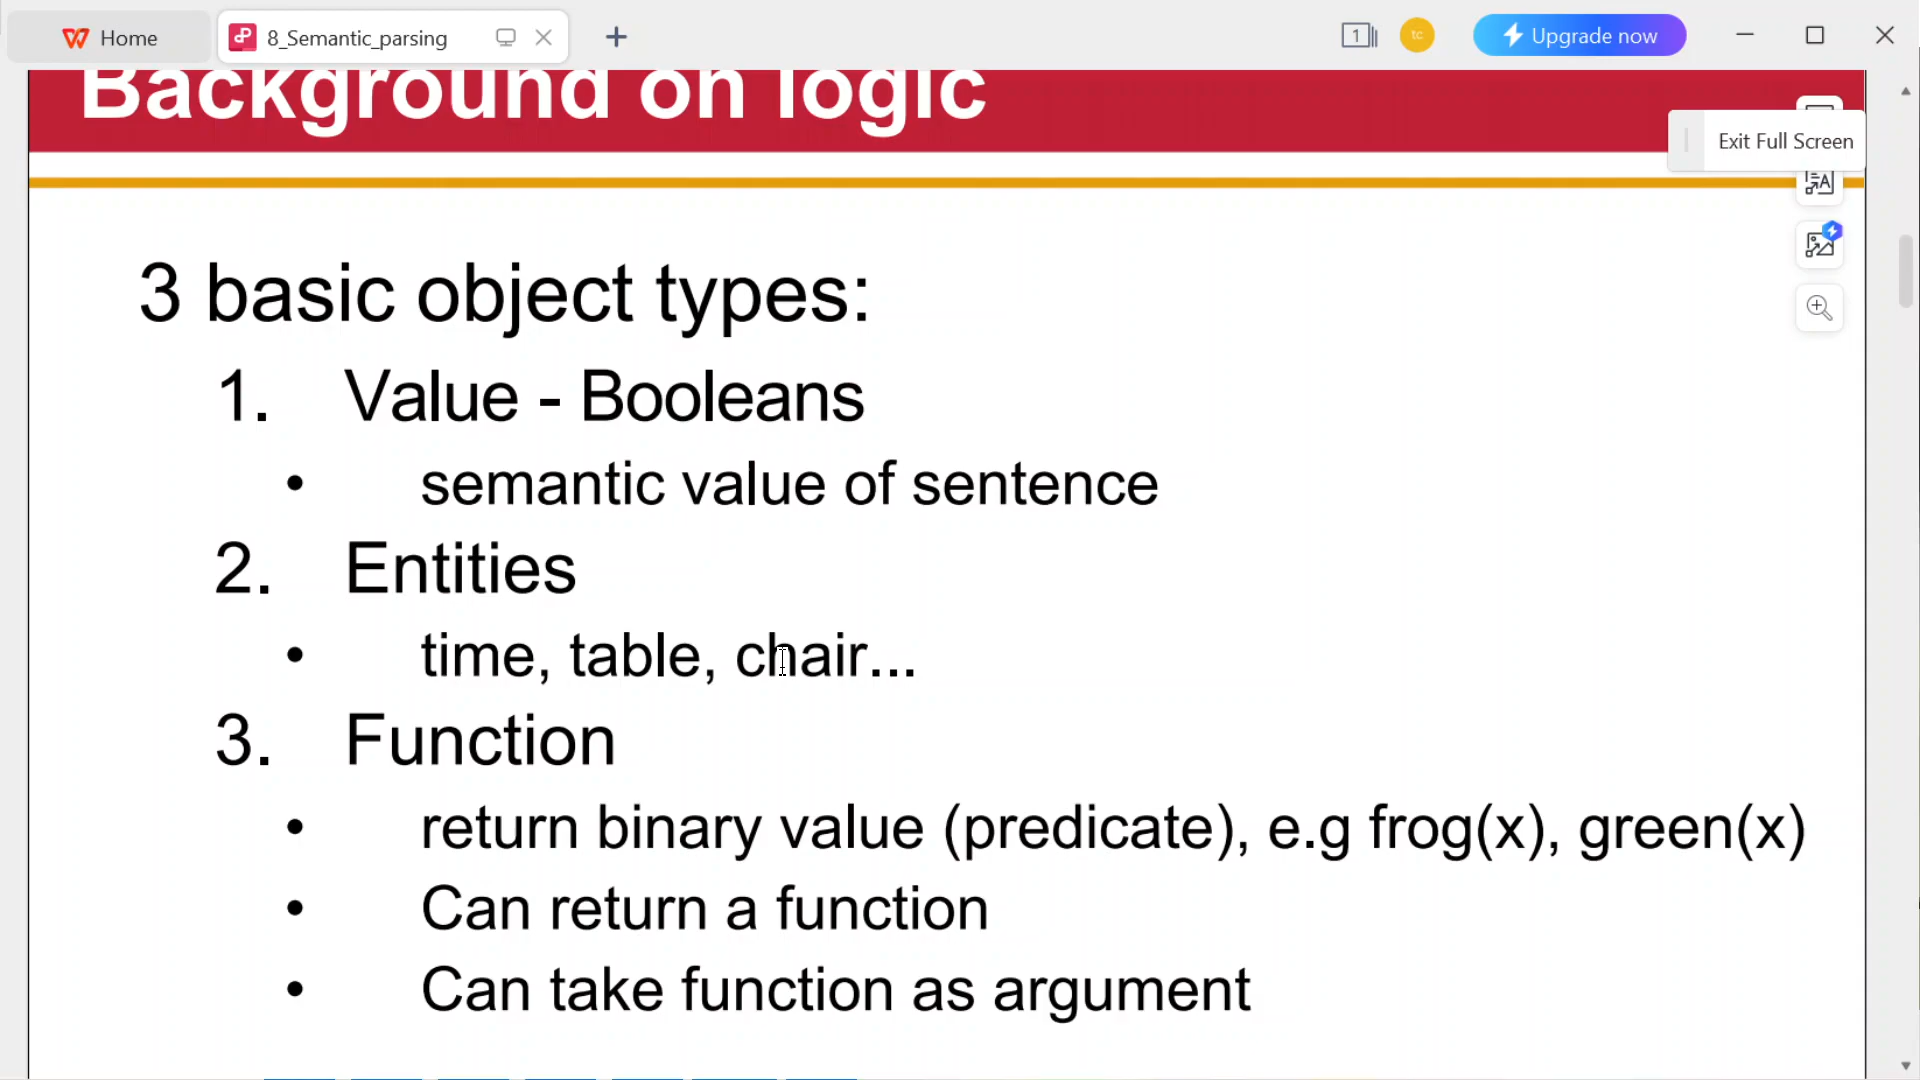 Home
8_Semantic_parsing
1
tc
Upgrade now
Background on logic
Exit Full Screen
3 basic object types:
1. Value - Booleans
• semantic value of sentence
2. Entities
• time, table, chair...
3. Function
• return binary value (predicate), e.g frog(x), green(x)
• Can return a function
• Can take function as argument